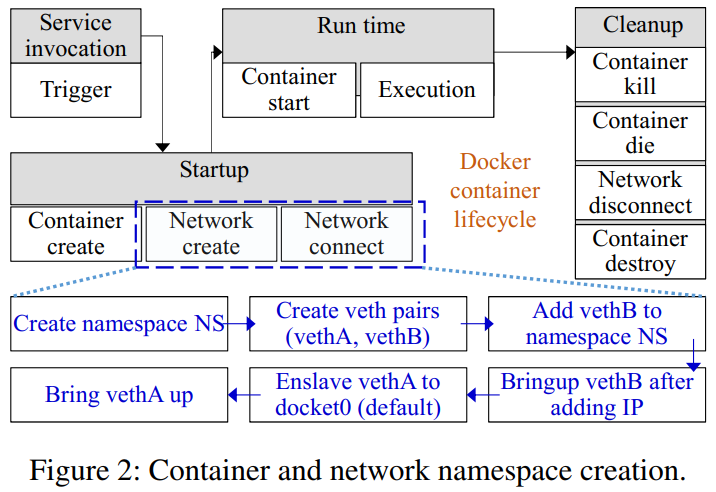 Service
invocation
Trigger
Run time
Container
start
Execution
Cleanup
Container
kill
Container
die
Network
disconnect
Container
destroy
Startup
Container
create
Network
create
Network
connect
Docker
container
lifecycle
Create namespace NS
Create veth pairs
(vethA, vethB)
Add vethB to
namespace NS
Bringup vethB after
adding IP
Enslave vethA to
docket0 (default)
Bring vethA up
Figure 2: Container and network namespace creation.